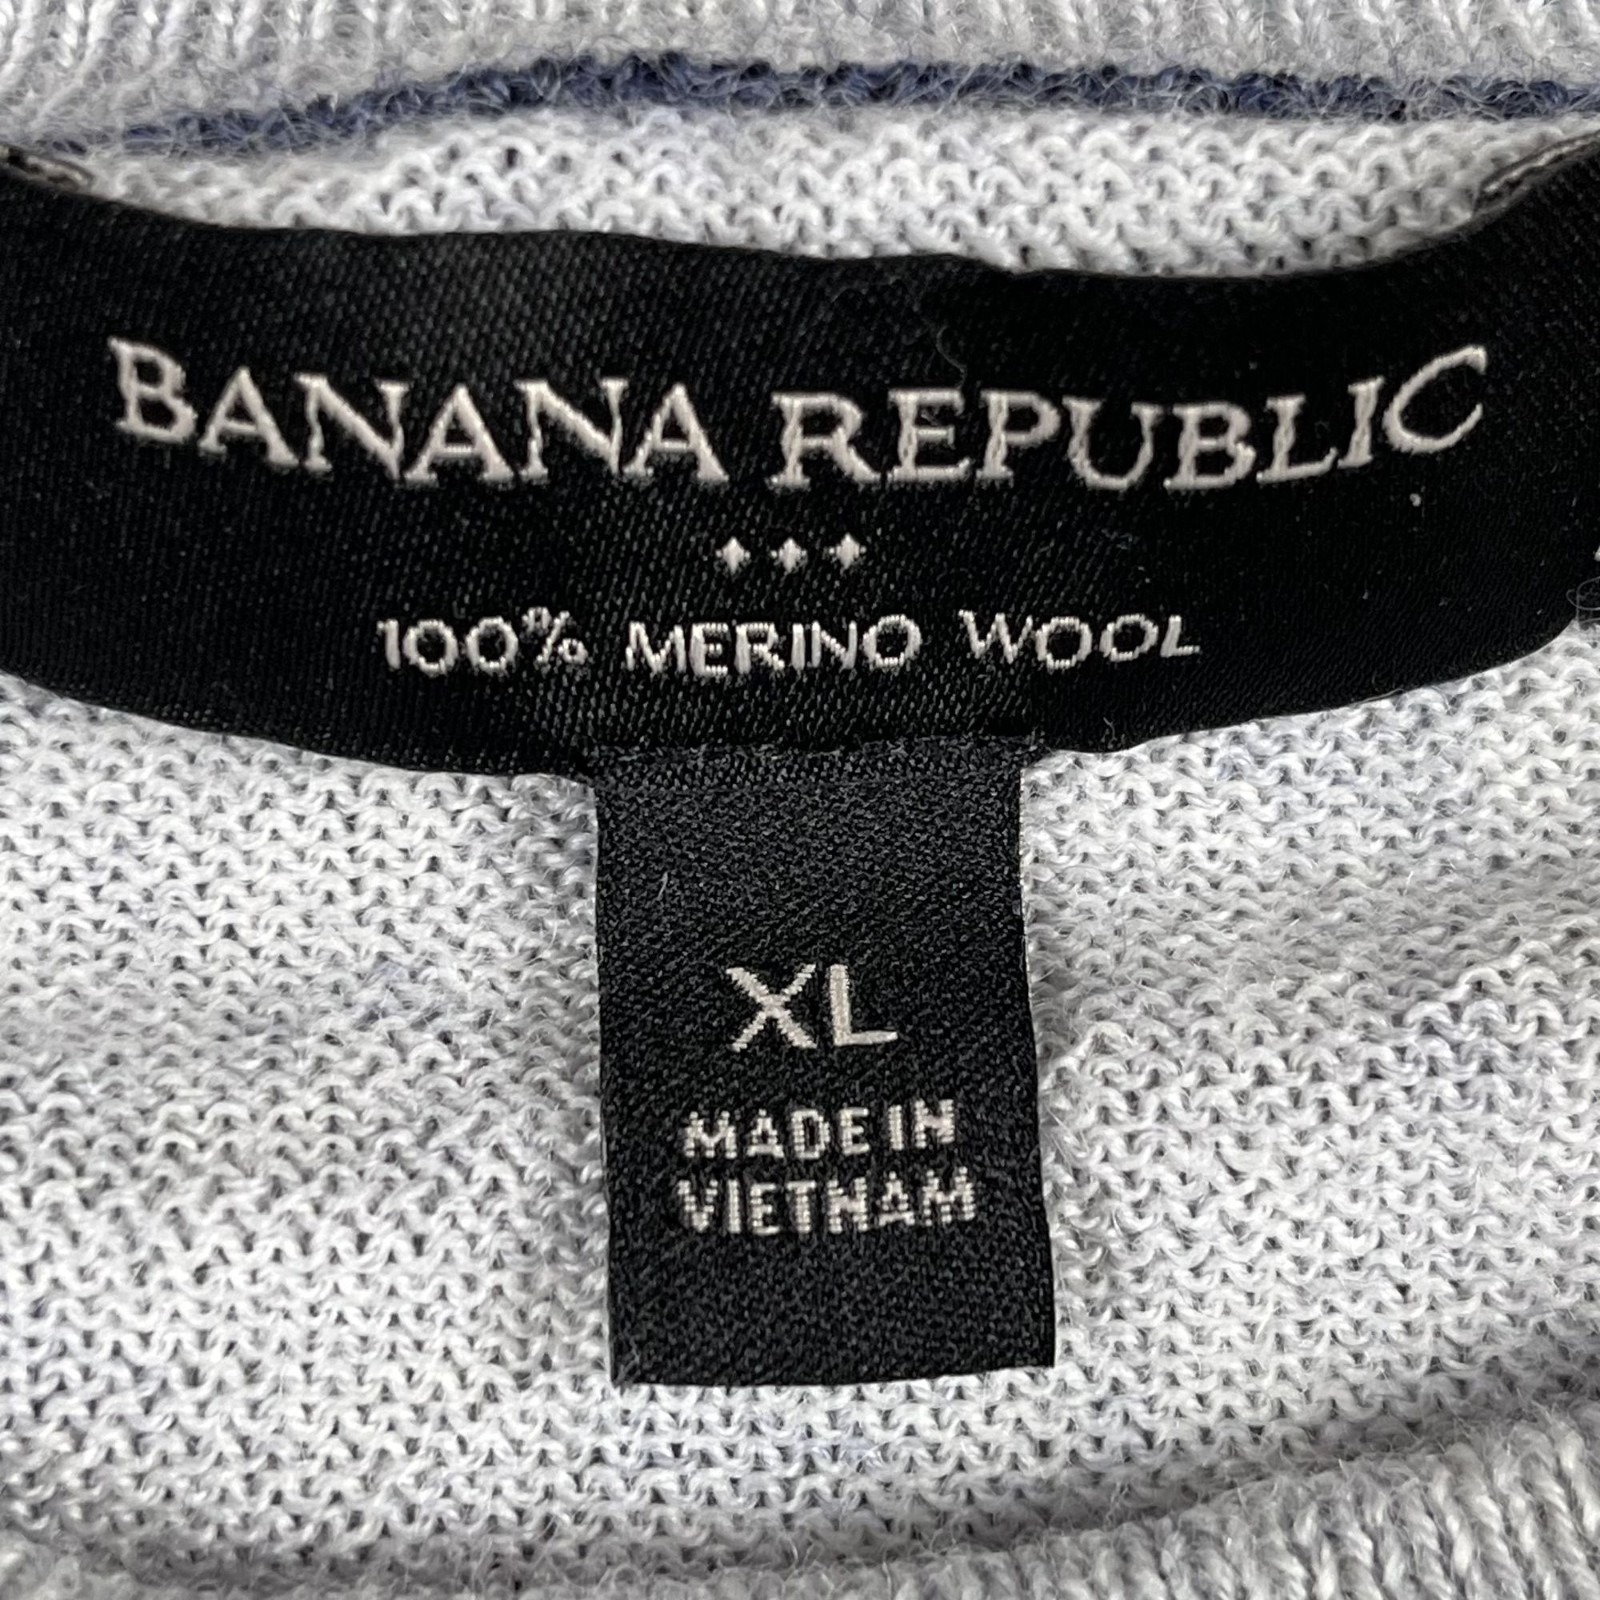 BANANA REPUBLIC
100% MERINO WOOL
XL
MADE IN
VIETNAM